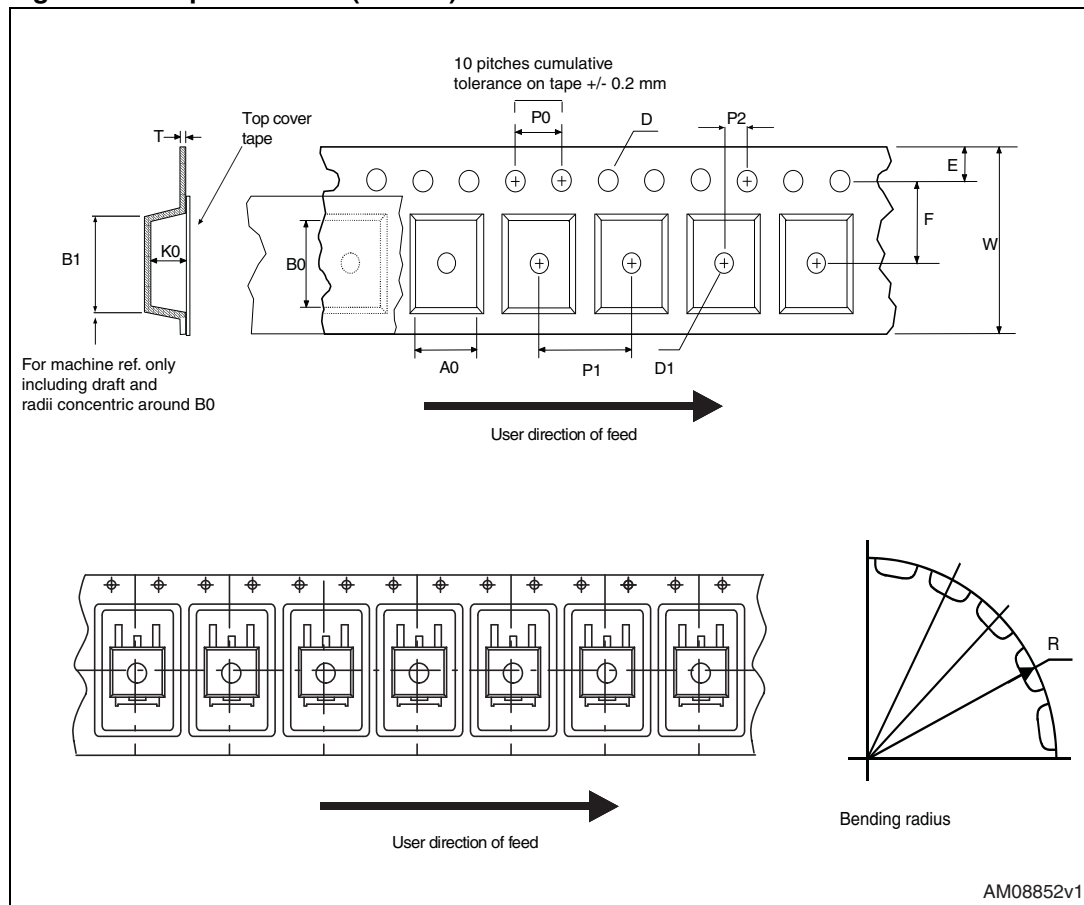 10 pitches cumulative
tolerance on tape +/- 0.2 mm
Top cover
tape
T
P0
D
P2
E
F
W
B1
K0
B0
For machine ref. only
including draft and
radii concentric around B0
A0
P1
D1
User direction of feed
R
Bending radius
User direction of feed
AM08852v1